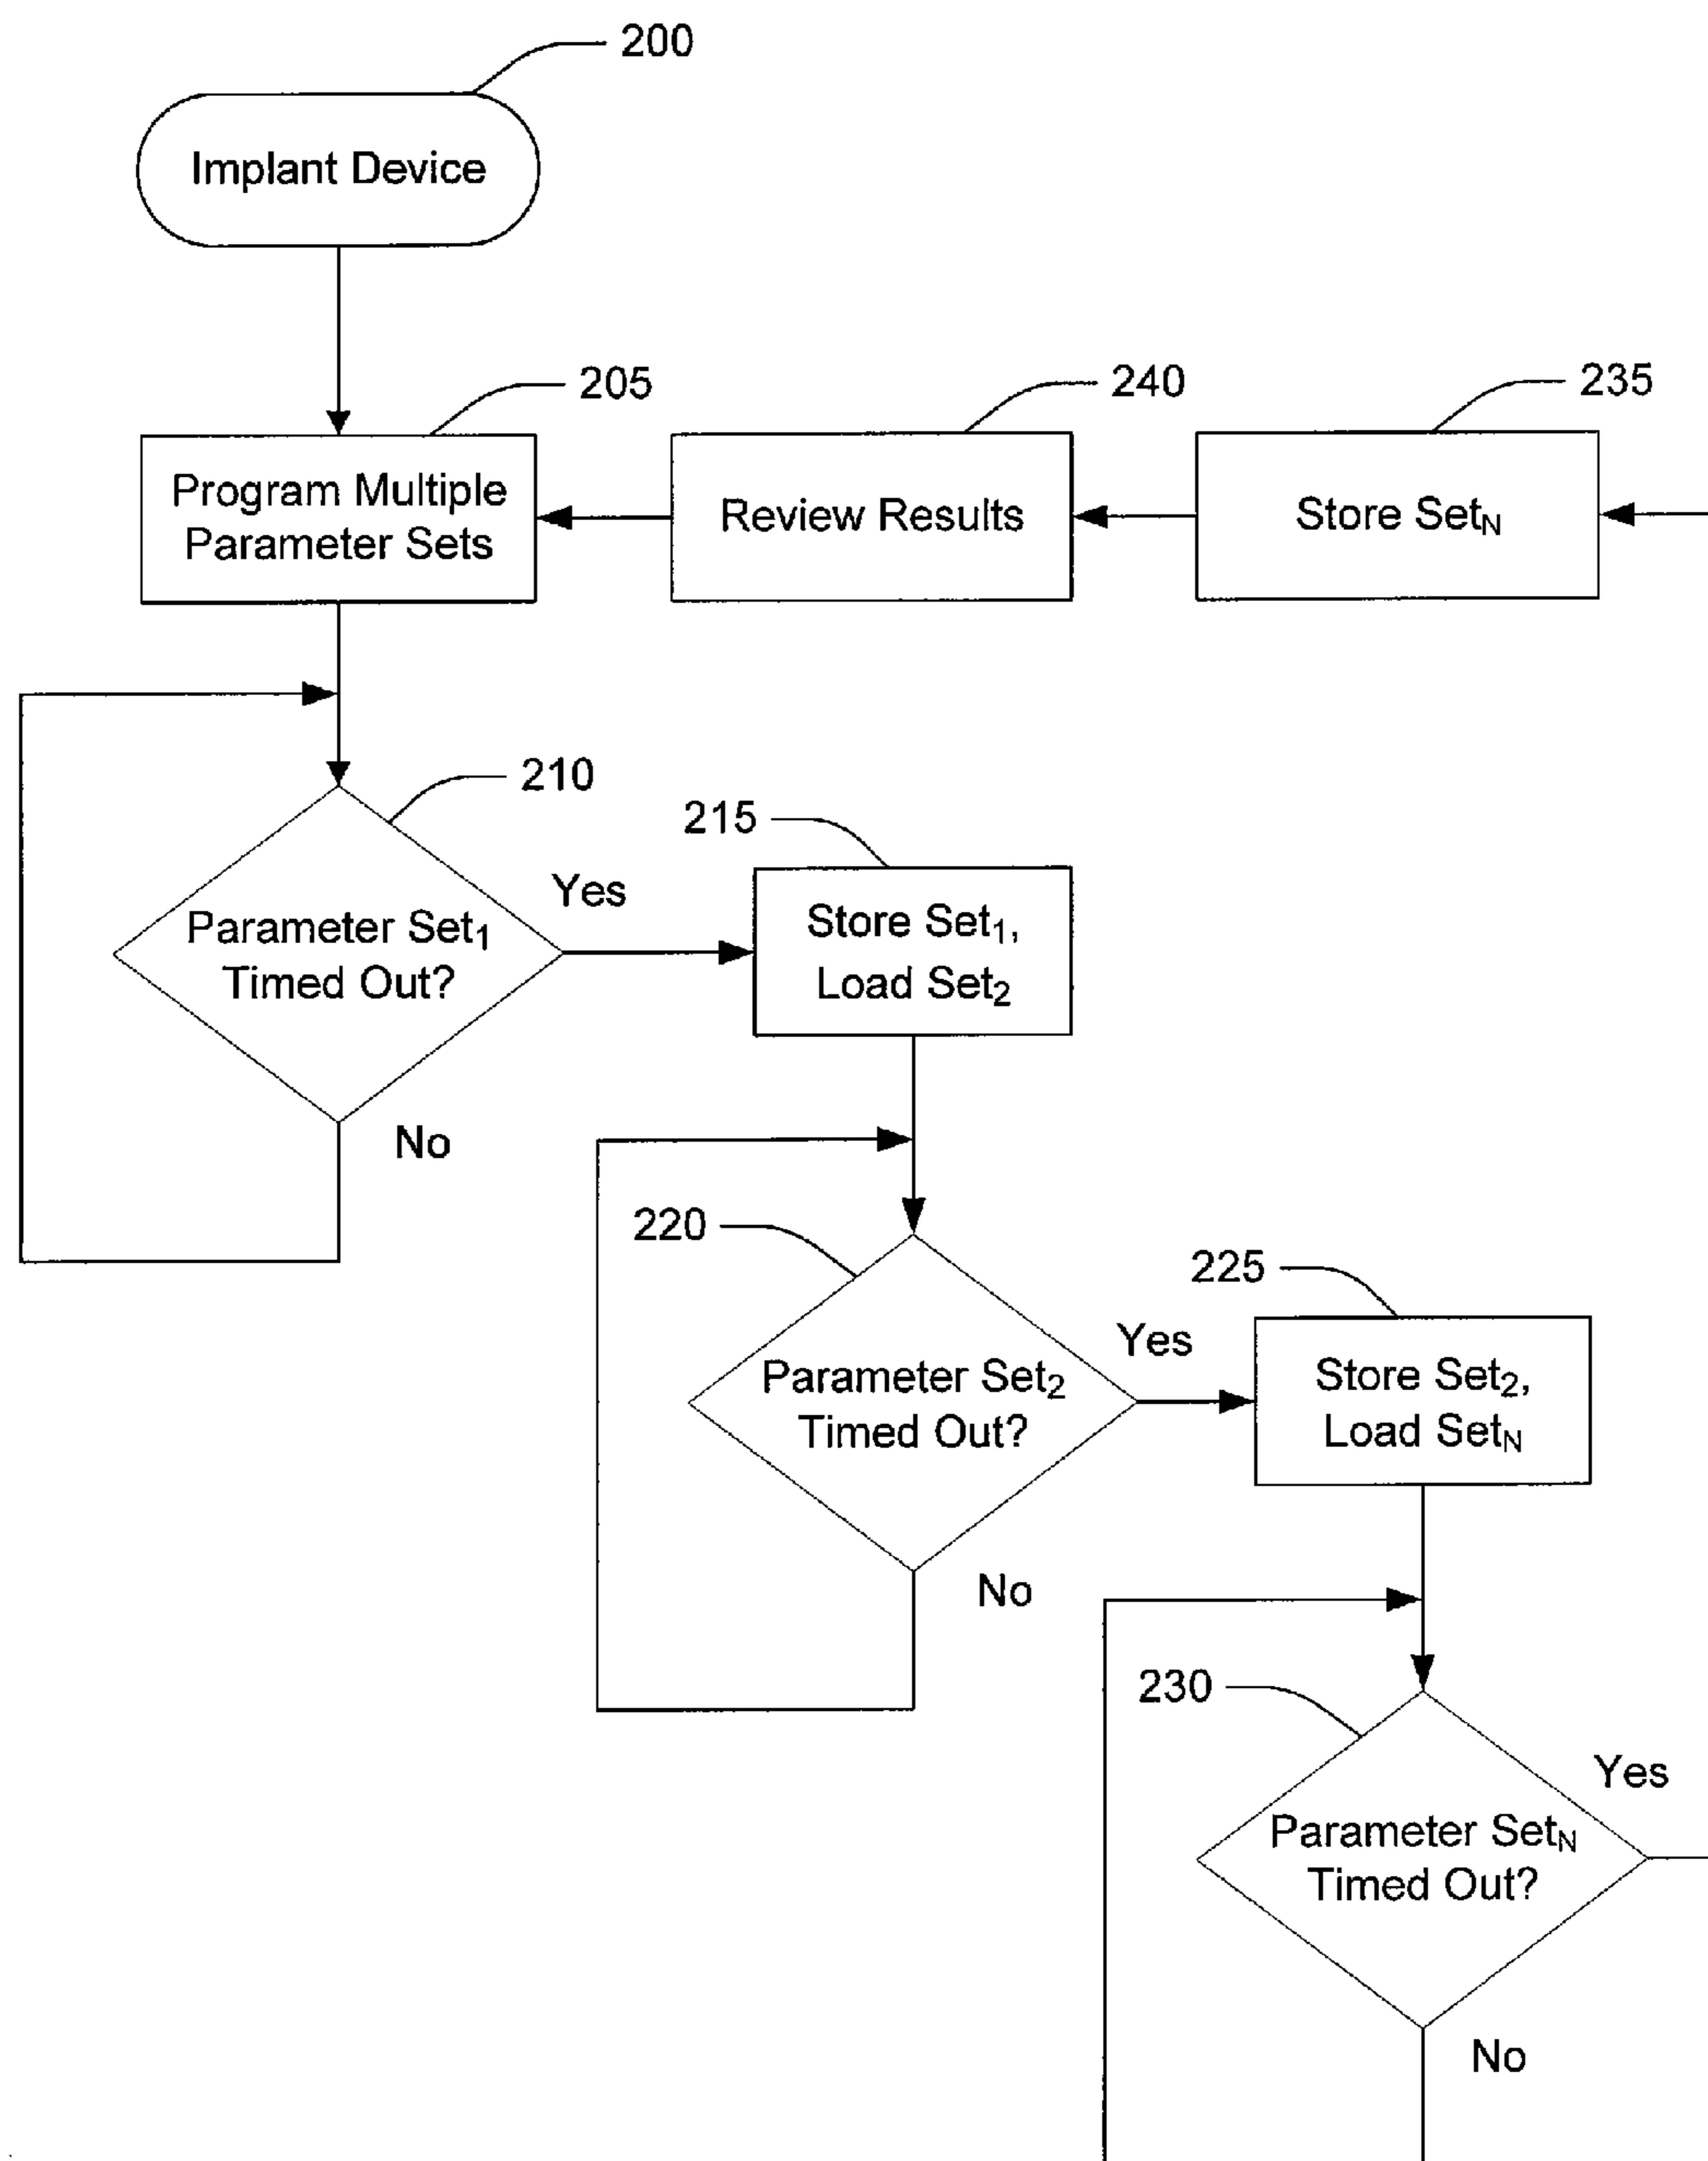 200
Implant Device
205
240
235
Program Multiple
Parameter Sets
Review Results
Store SetN
210
215
Yes
Parameter Set1
Timed Out?
Store Set1,
Load Set2
No
220
225
Yes
Parameter Set2
Timed Out?
Store Set2,
Load SetN
No
230
Yes
Parameter SetN
Timed Out?
No